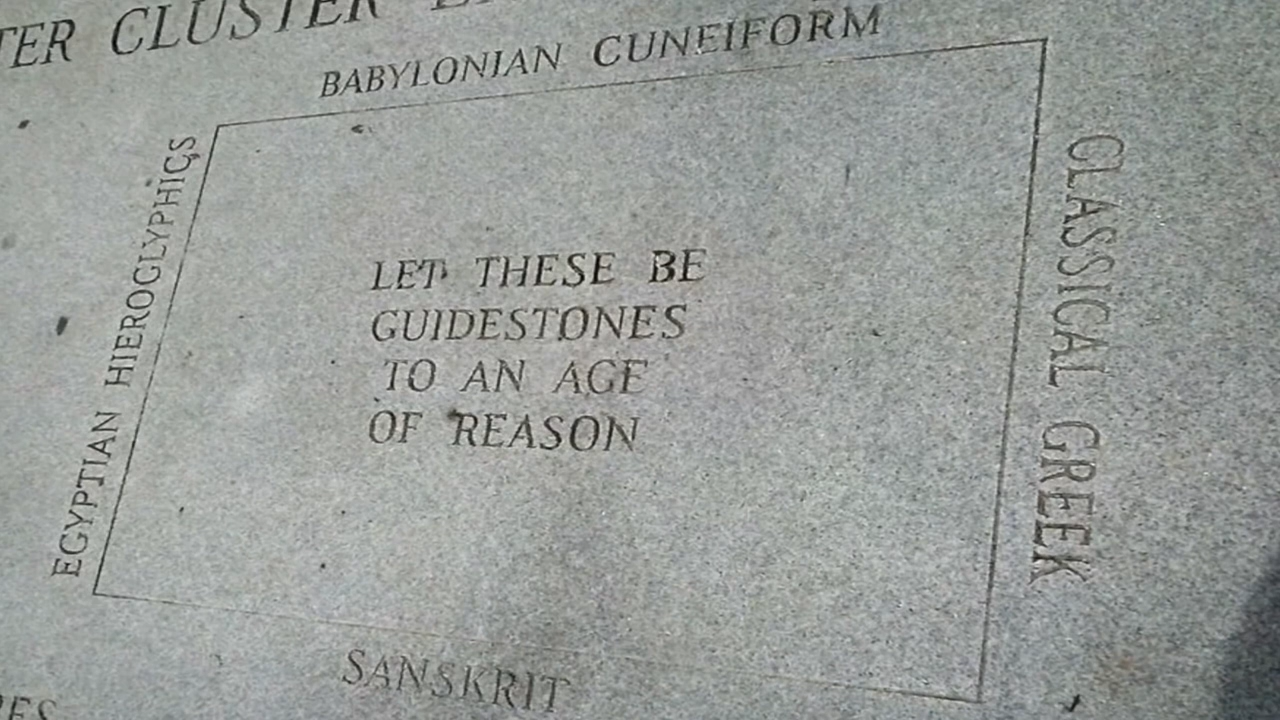 TER CLUSTER
BABYLONIAN CUNEIFORM
EGYPTIAN HIEROGLYPHICS
CLASSICAL GREEK
LET THESE BE
GUIDESTONES
TO AN AGE
OF REASON
SANSKRIT